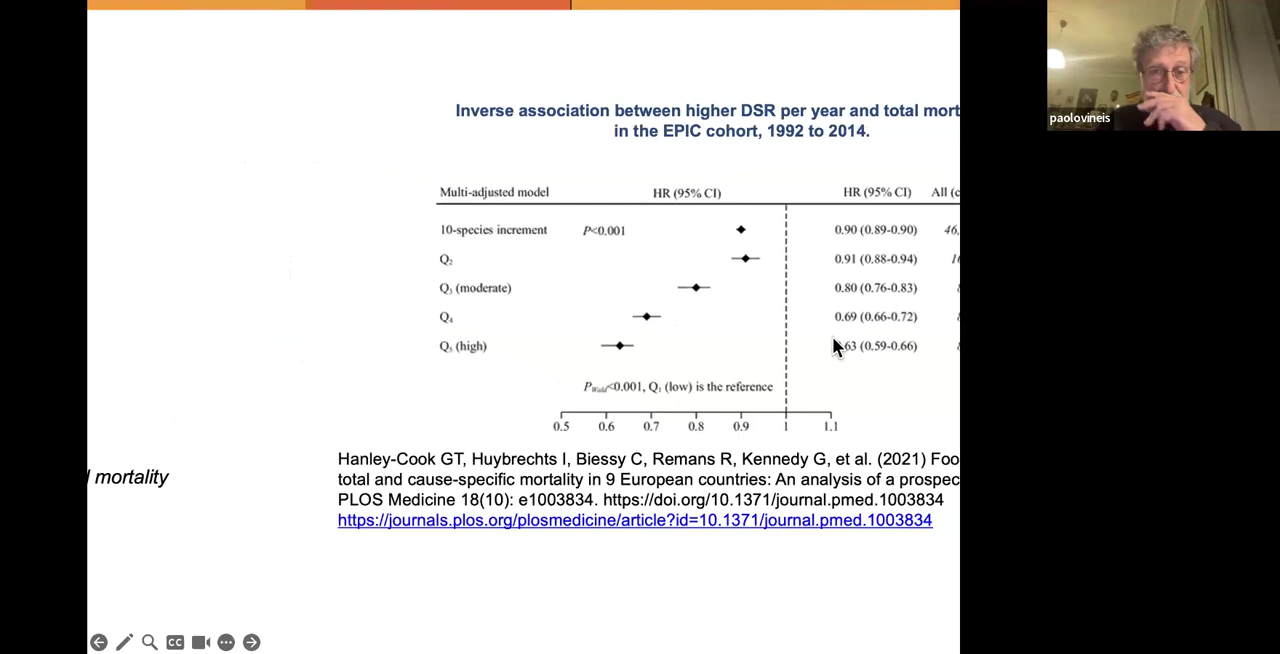 Inverse association between higher DSR per year and total mort
in the EPIC cohort, 1992 to 2014.
paolovineis
Multi-adjusted model HR (95% CI) HR (95% CI) All (c
10-species increment P<0.001 0.90 (0.89-0.90) 46,
Q₂ 0.91 (0.88-0.94) 10
Q₃ (moderate) 0.80 (0.76-0.83)
Q₄ 0.69 (0.66-0.72)
Q₅ (high) 63 (0.59-0.66)
P Wald<0.001, Q₁ (low) is the reference
0.5 0.6 0.7 0.8 0.9 1 1.1
mortality
Hanley-Cook GT, Huybrechts I, Biessy C, Remans R, Kennedy G, et al. (2021) Foo
total and cause-specific mortality in 9 European countries: An analysis of a prospec
PLOS Medicine 18(10): e1003834. https://doi.org/10.1371/journal.pmed.1003834
https://journals.plos.org/plosmedicine/article?id=10.1371/journal.pmed.1003834
CC